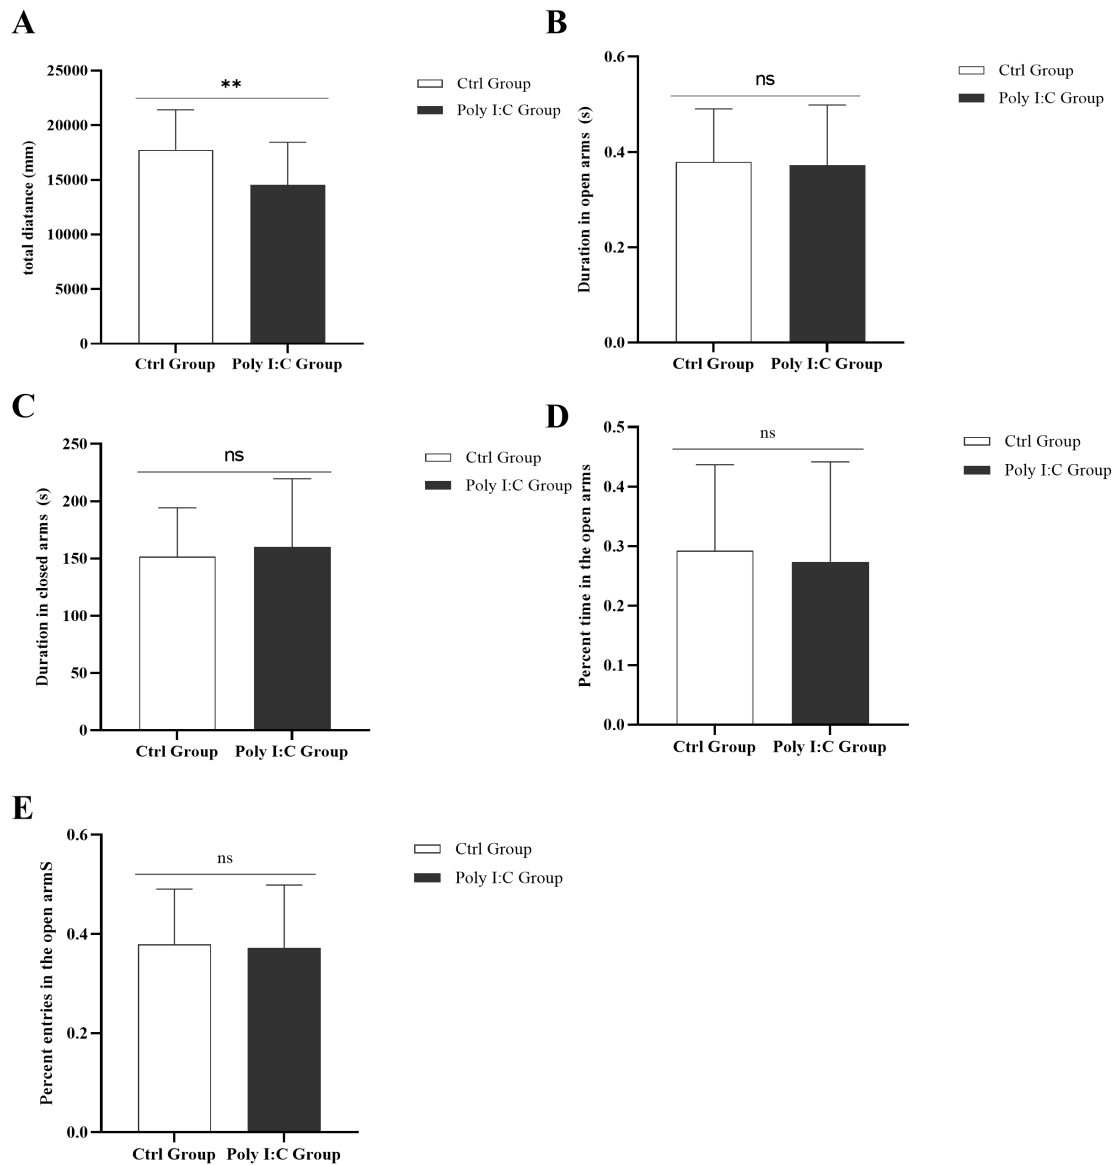 A
total diatance (mm)
25000
20000
15000
10000
5000
0
**
Ctrl Group
Poly I:C Group
Ctrl Group
Poly I:C Group
B
Duration in open arms (s)
0.6
0.4
0.2
0.0
ns
Ctrl Group
Poly I:C Group
Ctrl Group
Poly I:C Group
C
Duration in closed arms (s)
250
200
150
100
50
0
ns
Ctrl Group
Poly I:C Group
Ctrl Group
Poly I:C Group
D
Percent time in the open arms
0.5
0.4
0.3
0.2
0.1
0.0
ns
Ctrl Group
Poly I:C Group
Ctrl Group
Poly I:C Group
E
Percent entries in the open armS
0.6
0.4
0.2
0.0
ns
Ctrl Group
Poly I:C Group
Ctrl Group
Poly I:C Group